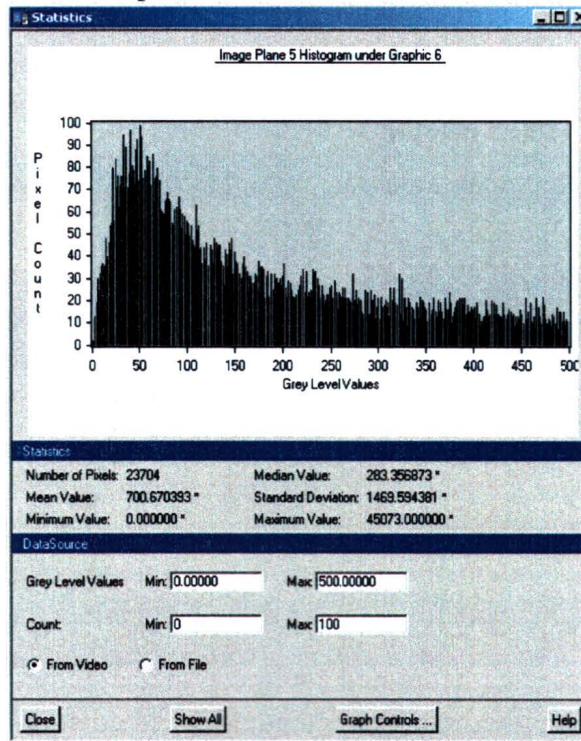 Statistics
Image Plane 5 Histogram under Graphic 6
Pixel Count
100
90
80
70
60
50
40
30
20
10
0
0 50 100 150 200 250 300 350 400 450 500
Grey Level Values
Statistics
Number of Pixels: 23704 Median Value: 283.356873 *
Mean Value: 700.670393 * Standard Deviation: 1469.594381 *
Minimum Value: 0.000000 * Maximum Value: 45073.000000 *
DataSource
Grey Level Values Min: 0.00000 Max: 500.00000
Count: Min: 0 Max: 100
From Video From File
Close Show All Graph Controls ... Help